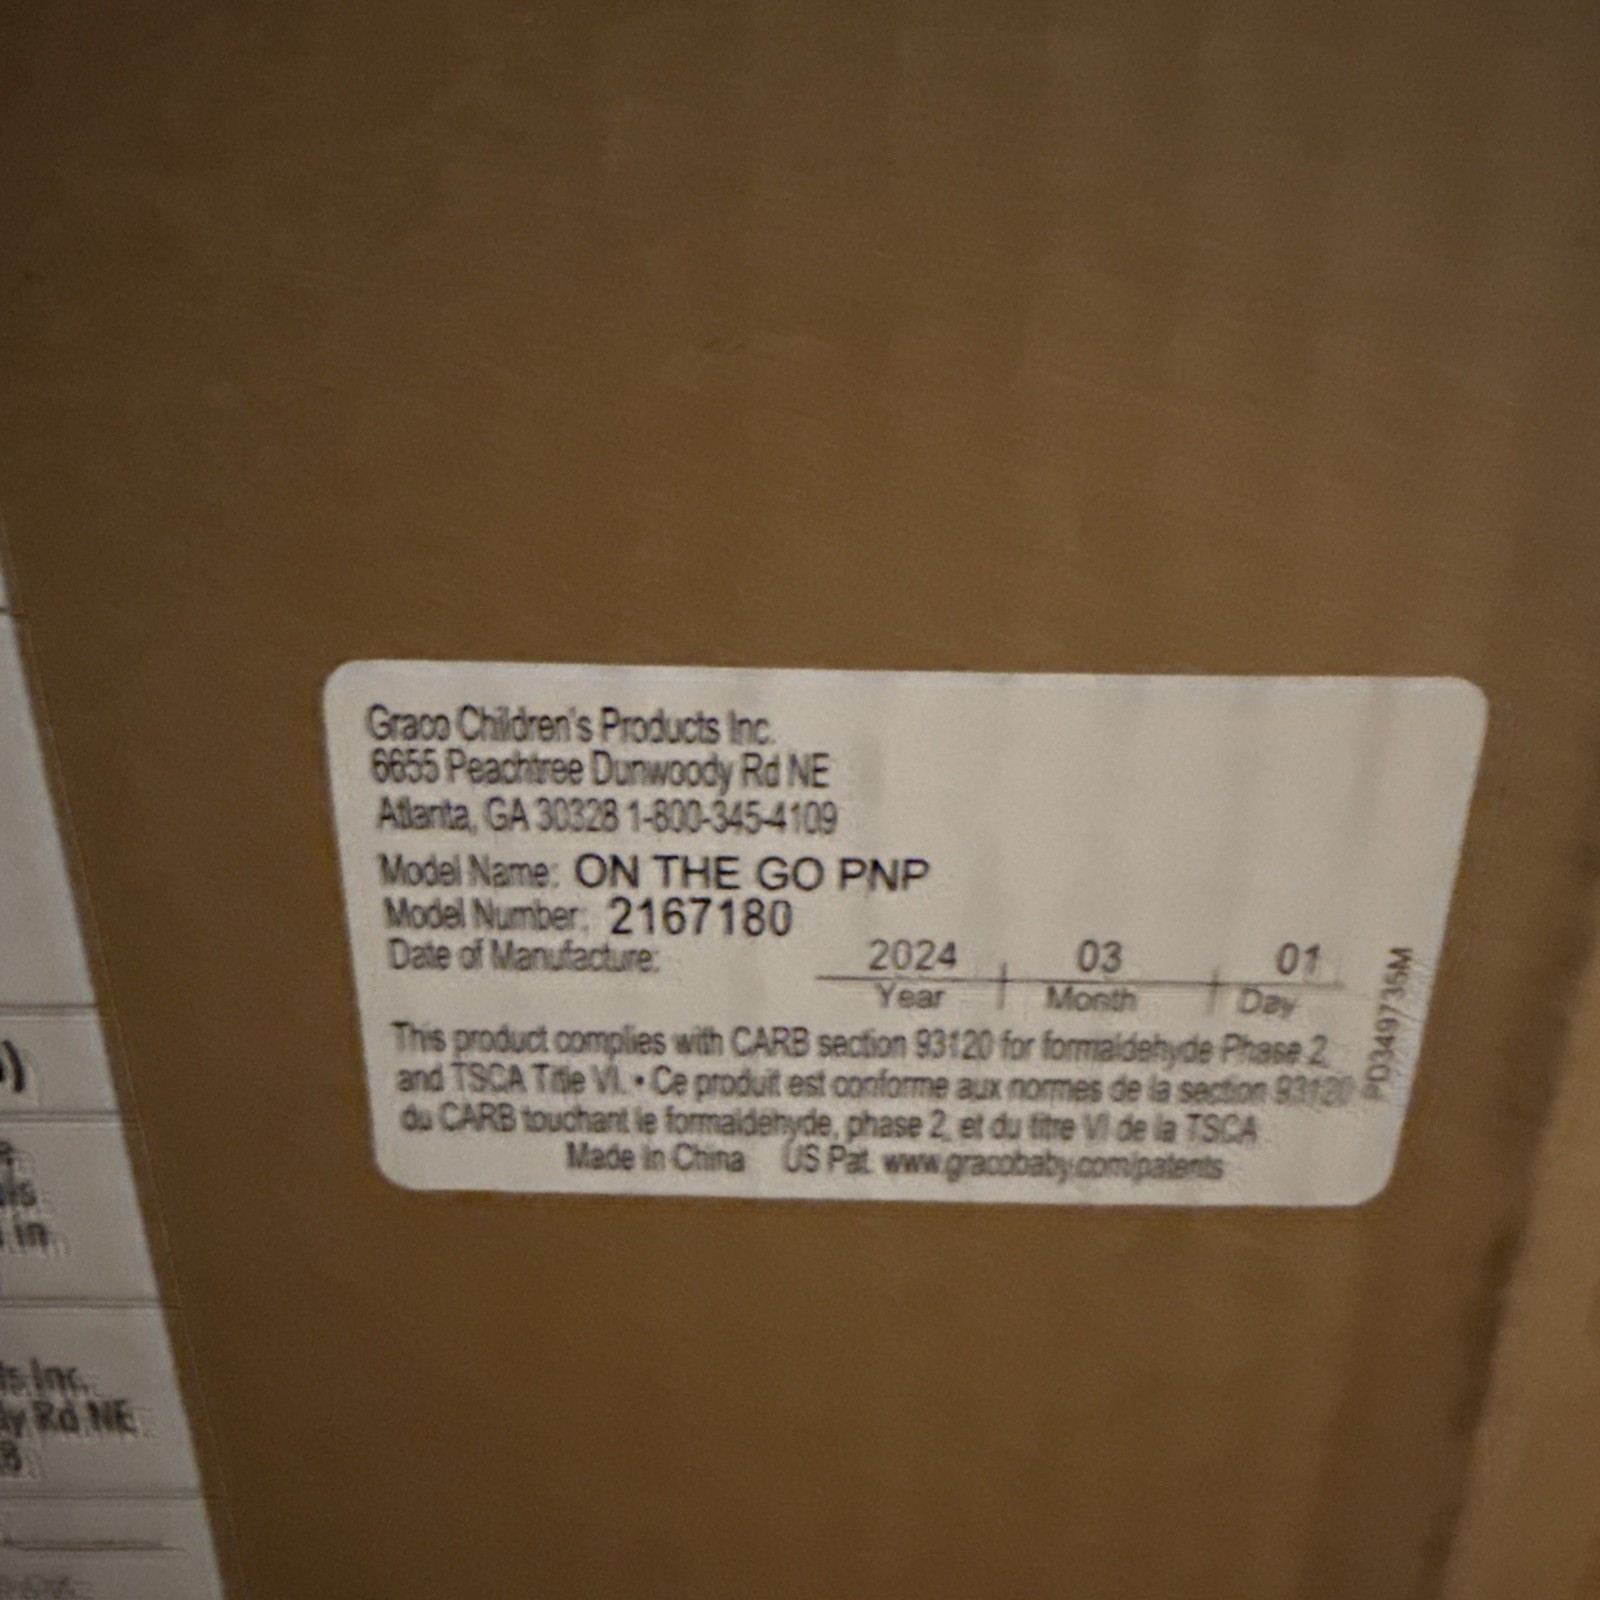 Graco Children's Products Inc.
6655 Peachtree Dunwoody Rd NE
Atlanta, GA 30328 1-800-345-4109
Model Name: ON THE GO PNP
Model Number: 2167180
Date of Manufacture: 2024 03 01
Year Month Day
This product complies with CARB section 93120 for formaldehyde Phase 2
and TSCA Title VI. • Ce produit est conforme aux normes de la section 93120
du CARB touchant le formaldehyde, phase 2, et du titre VI de la TSCA
Made in China US Pat. www.gracobaby.com/patents
PD349735M
in
Inc.
Rd NE